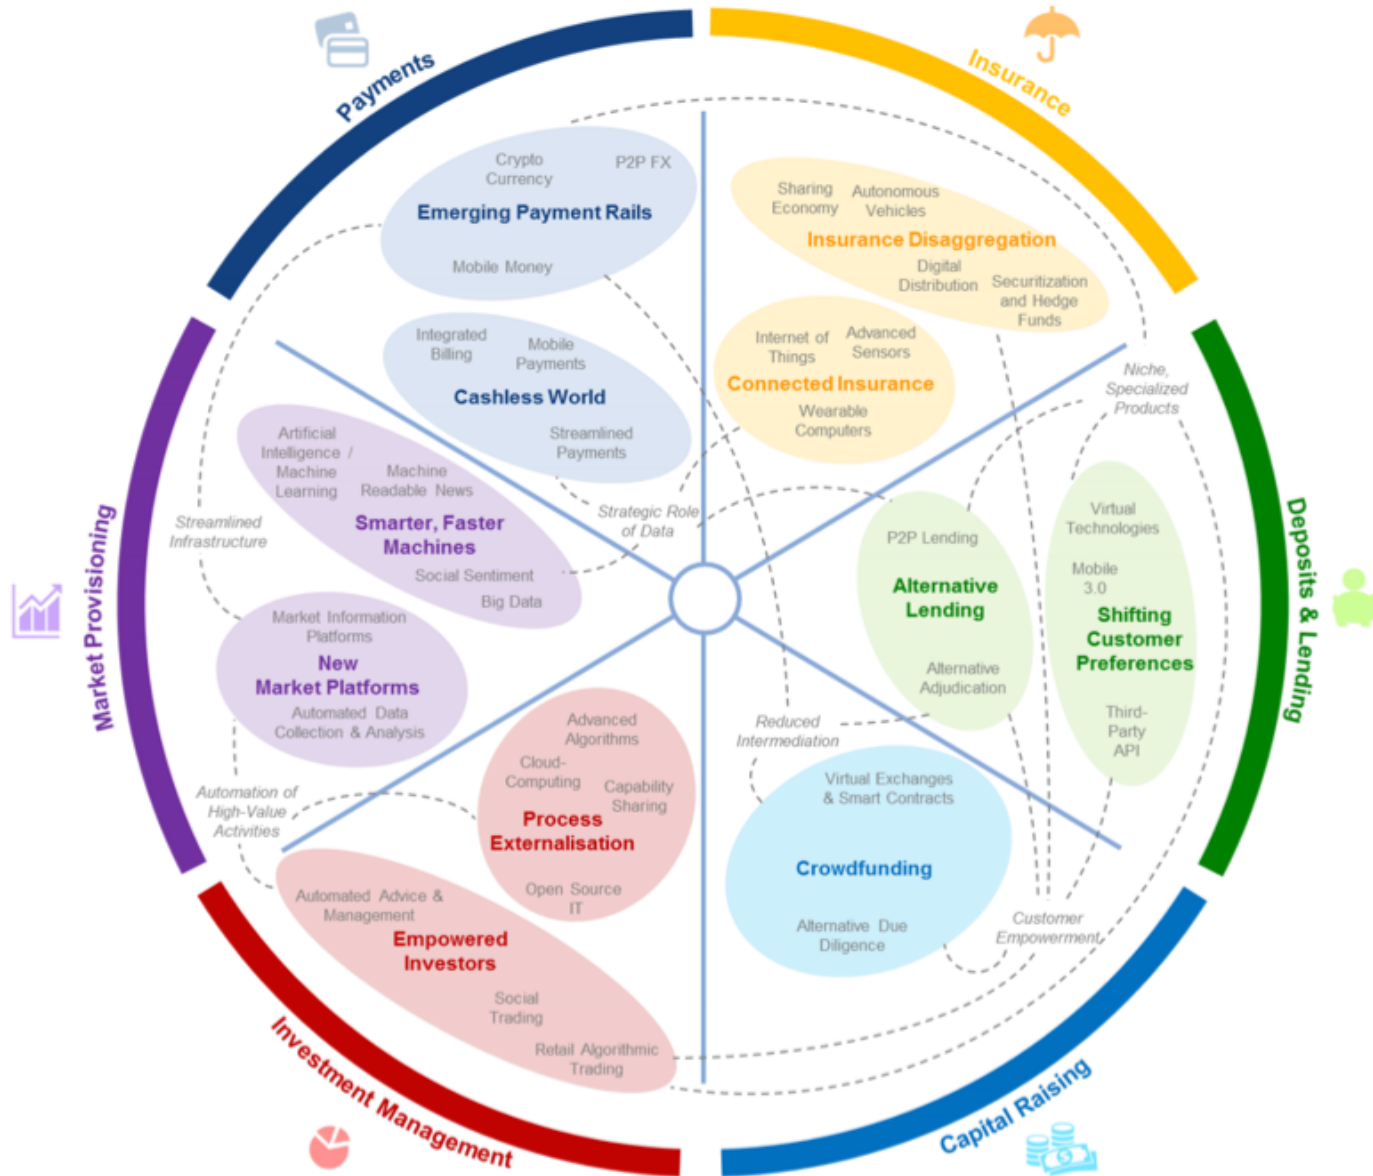 Payments
Insurance
Crypto
Currency
P2P FX
Emerging Payment Rails
Mobile Money
Integrated
Billing
Mobile
Payments
Cashless World
Streamlined
Payments
Sharing
Economy
Autonomous
Vehicles
Insurance Disaggregation
Digital
Distribution
Securitization
and Hedge
Funds
Internet of
Things
Advanced
Sensors
Connected Insurance
Wearable
Computers
Niche,
Specialized
Products
Market Provisioning
Artificial
Intelligence /
Machine
Learning
Machine
Readable News
Smarter, Faster
Machines
Social Sentiment
Big Data
Strategic Role
of Data
Streamlined
Infrastructure
Market Information
Platforms
New
Market Platforms
Automated Data
Collection & Analysis
Automation of
High-Value
Activities
Deposits & Lending
P2P Lending
Alternative
Lending
Alternative
Adjudication
Virtual
Technologies
Mobile
3.0
Shifting
Customer
Preferences
Third-
Party
API
Reduced
Intermediation
Advanced
Algorithms
Cloud-
Computing
Capability
Sharing
Process
Externalisation
Open Source
IT
Automated Advice &
Management
Empowered
Investors
Social
Trading
Retail Algorithmic
Trading
Investment Management
Virtual Exchanges
& Smart Contracts
Crowdfunding
Alternative Due
Diligence
Customer
Empowerment
Capital Raising